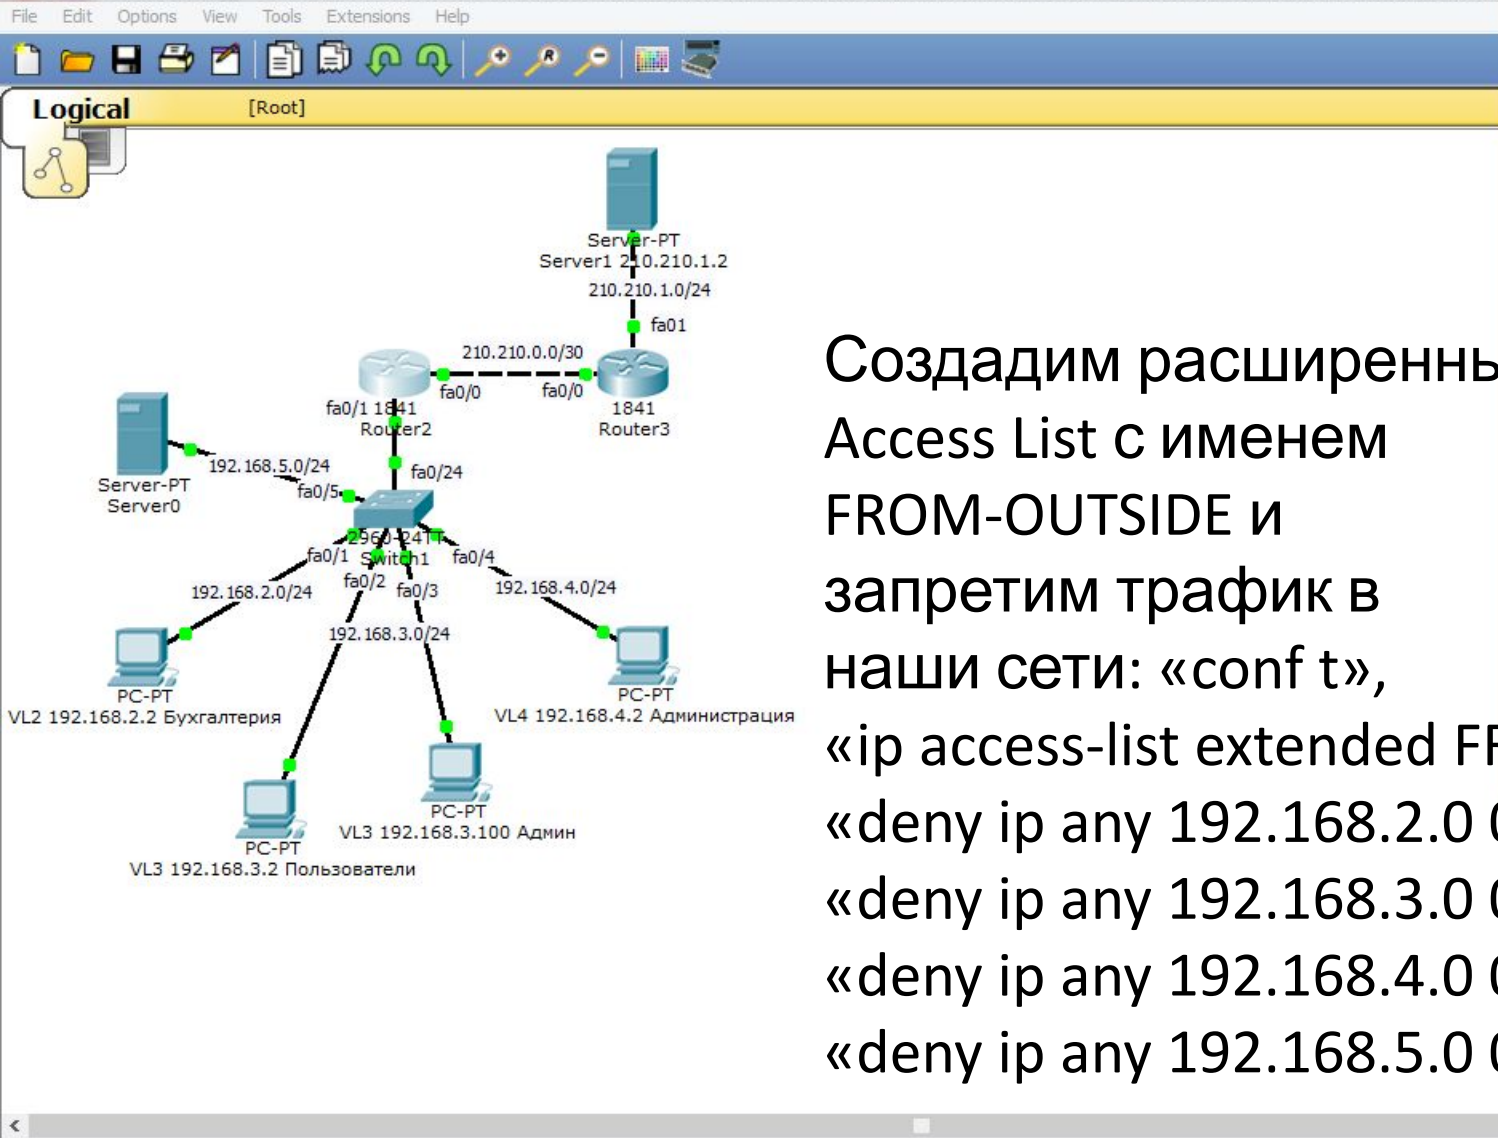 File Edit Options View Tools Extensions Help
Logical [Root]
Server-PT
Server1 210.210.1.2
210.210.1.0/24
fa01
210.210.0.0/30
fa0/0 fa0/0
fa0/1 1841
Router2
1841
Router3
192.168.5.0/24
fa0/24
Server-PT
Server0
fa0/5
2960-24TT
Switch1
fa0/1
fa0/4
fa0/2
fa0/3
192.168.2.0/24
192.168.4.0/24
192.168.3.0/24
PC-PT
VL2 192.168.2.2 Бухгалтерия
PC-PT
VL4 192.168.4.2 Администрация
PC-PT
VL3 192.168.3.100 Админ
PC-PT
VL3 192.168.3.2 Пользователи
Создадим расширенны
Access List с именем
FROM-OUTSIDE и
запретим трафик в
наши сети: «conf t»,
«ip access-list extended FR
«deny ip any 192.168.2.0 0
«deny ip any 192.168.3.0 0
«deny ip any 192.168.4.0 0
«deny ip any 192.168.5.0 0